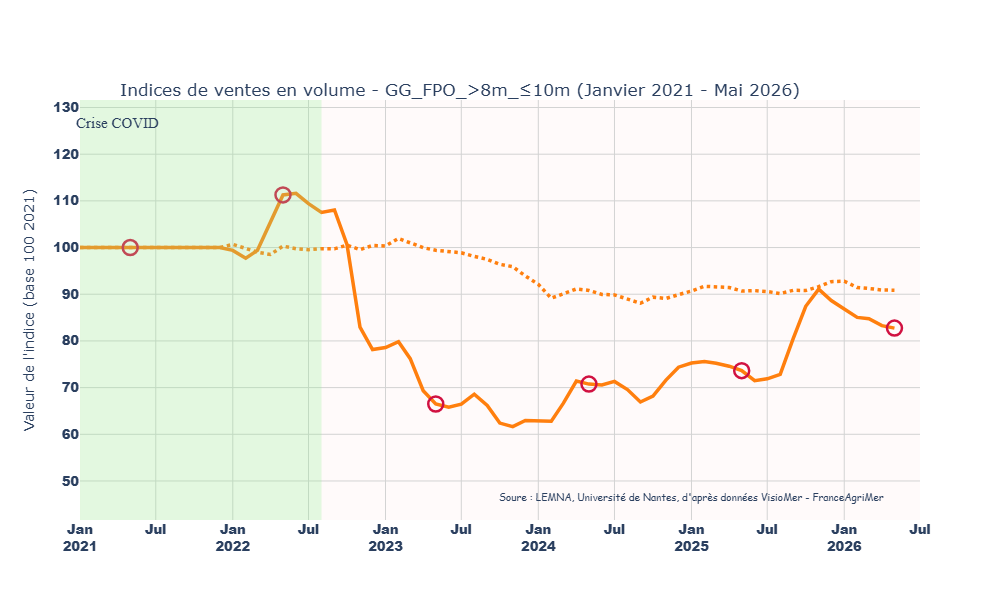 Indices de ventes en volume - GG_FPO_>8m_≤10m (Janvier 2021 - Mai 2026)
Crise COVID
Valeur de l'indice (base 100 2021)
130
120
110
100
90
80
70
60
50
Soure : LEMNA, Université de Nantes, d'après données VisioMer - FranceAgriMer
Jan Jul Jan Jul Jan Jul Jan Jul Jan Jul Jan Jul
2021 2022 2023 2024 2025 2026